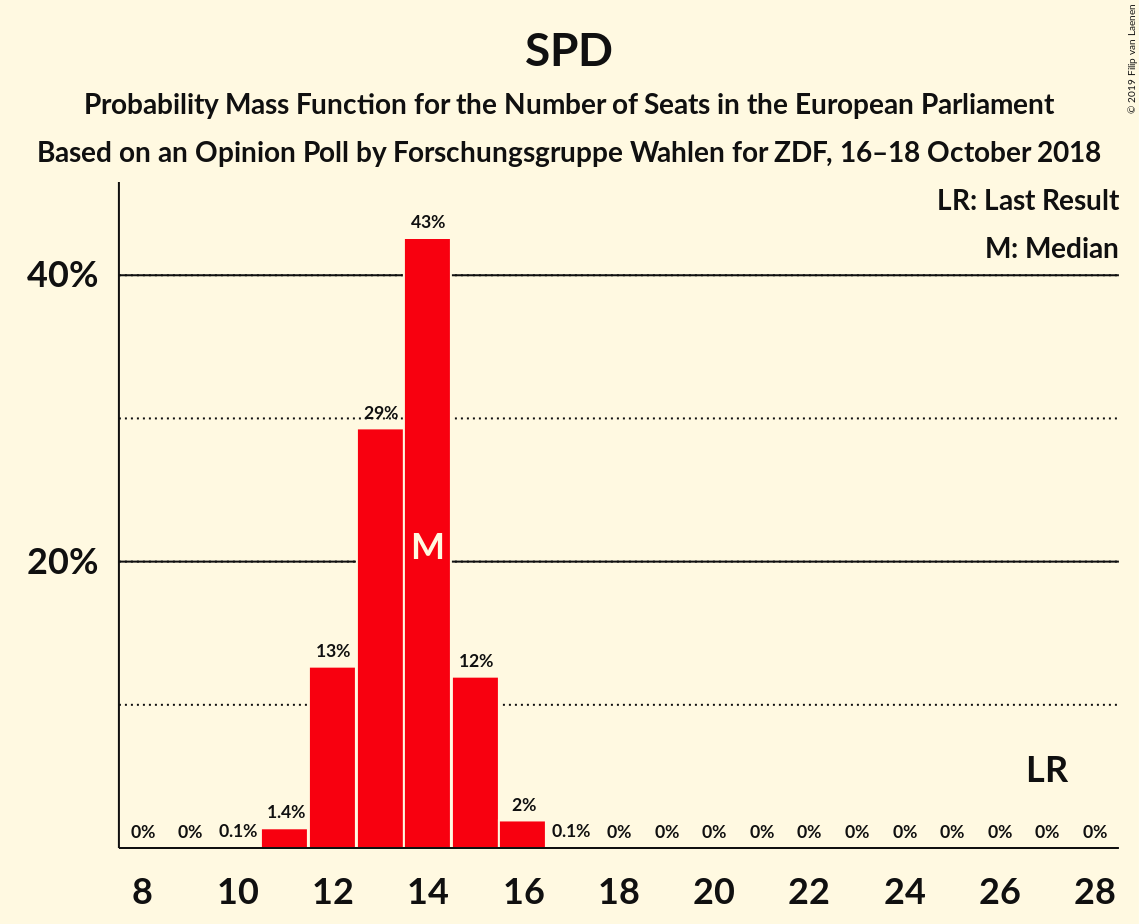 SPD
Probability Mass Function for the Number of Seats in the European Parliament
Based on an Opinion Poll by Forschungsgruppe Wahlen for ZDF, 16–18 October 2018
© 2019 Filip van Laenen
LR: Last Result
M: Median
40%
20%
0% 0% 0.1% 1.4% 13% 29% 43% 12% 2% 0.1% 0% 0% 0% 0% 0% 0% 0% 0% 0% 0% 0%
M
LR
8 10 12 14 16 18 20 22 24 26 28